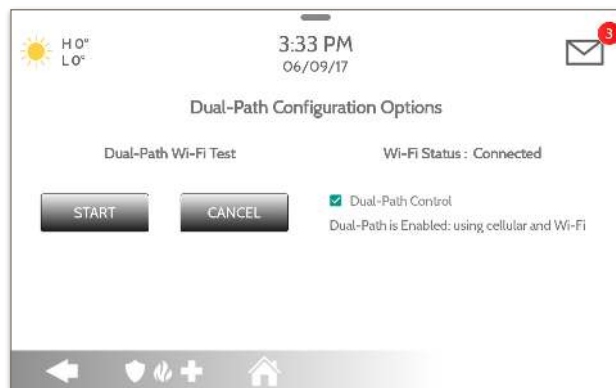 H 0°
L 0°
3:33 PM
06/09/17
3
Dual-Path Configuration Options
Dual-Path Wi-Fi Test
Wi-Fi Status : Connected
START
CANCEL
Dual-Path Control
Dual-Path is Enabled: using cellular and Wi-Fi